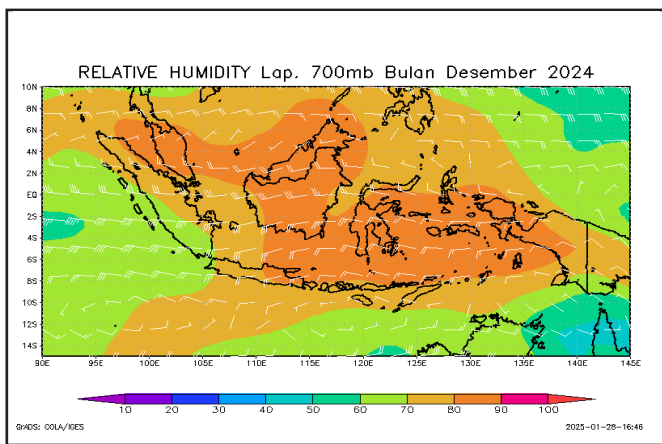 RELATIVE HUMIDITY Lap. 700mb Bulan Desember 2024
10N
8N
6N
4N
2N
EQ
2S
4S
6S
8S
10S
12S
14S
90E 95E 100E 105E 110E 115E 120E 125E 130E 135E 140E 145E
10 20 30 40 50 60 70 80 90 100
GrADS: COLA/IGES 2025-01-28-16:46